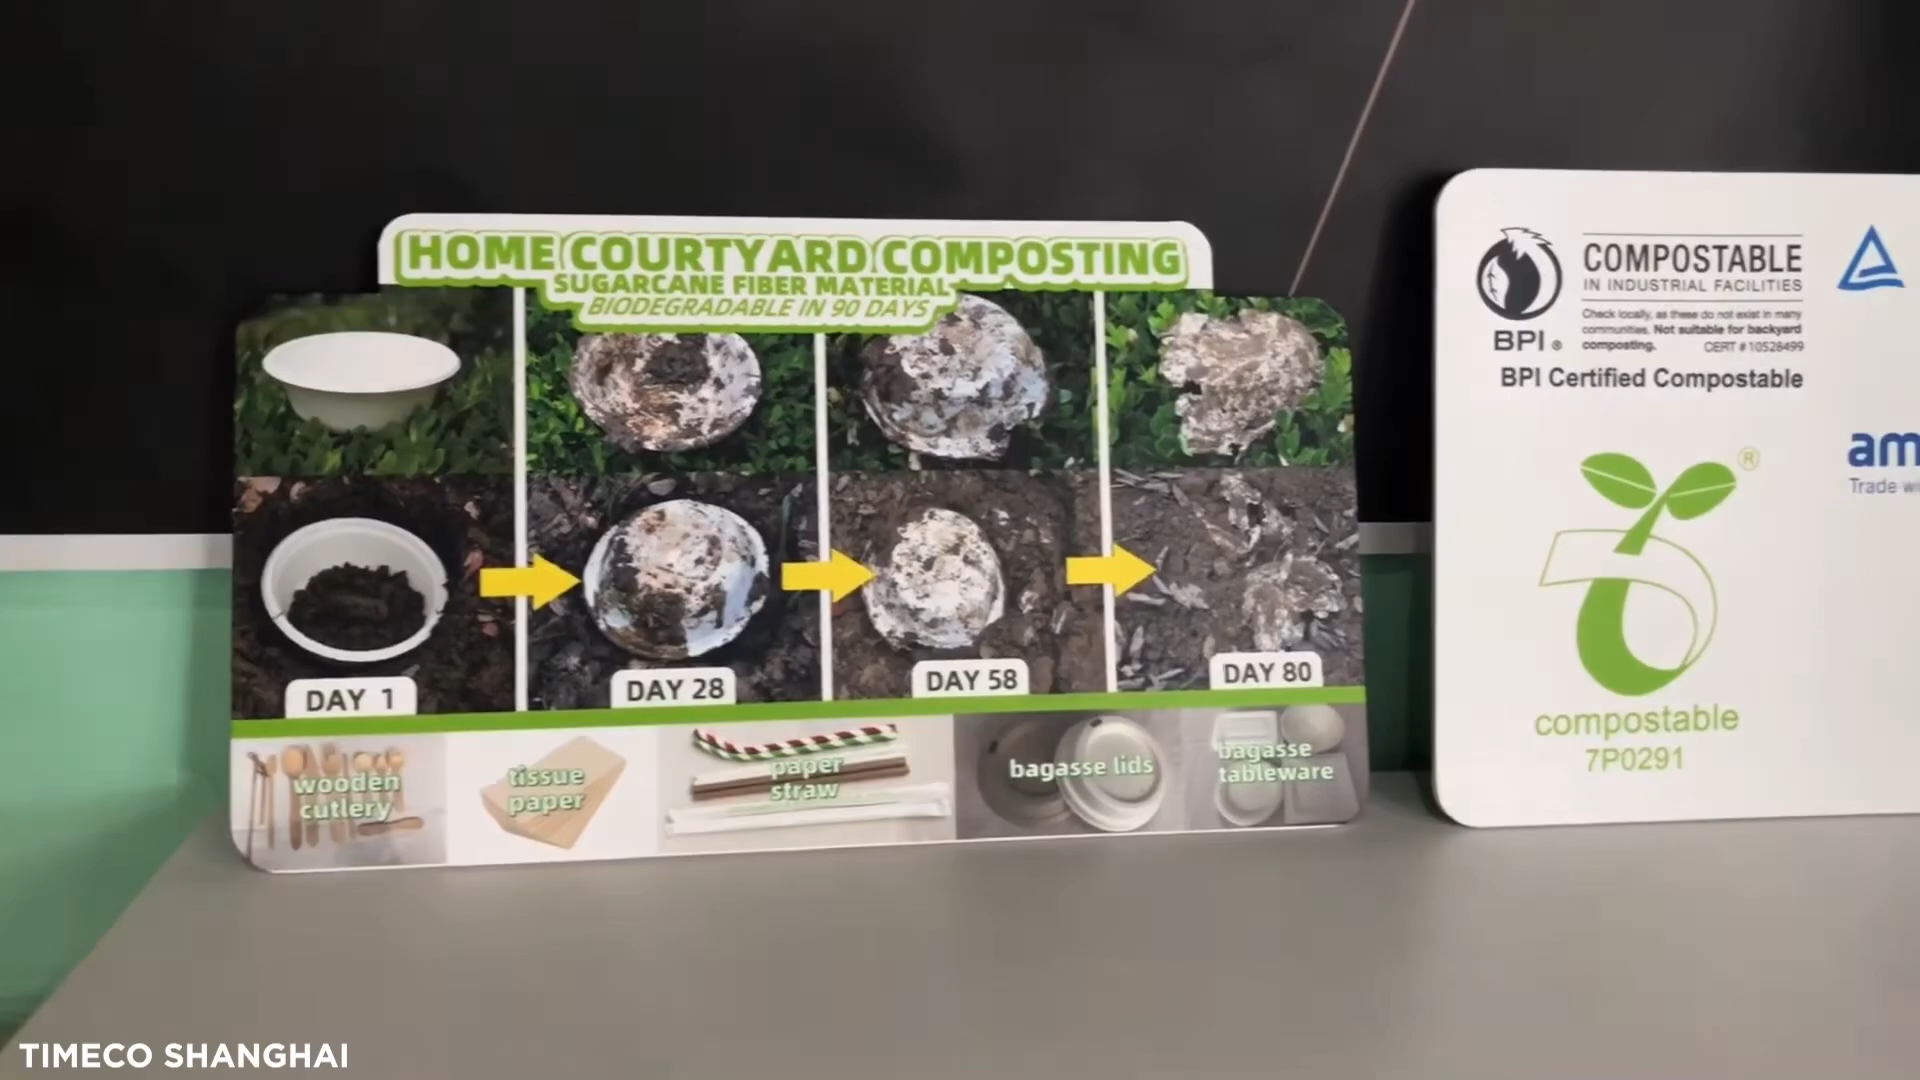 HOME COURTYARD COMPOSTING
SUGARCANE FIBER MATERIAL
BIODEGRADABLE IN 90 DAYS
DAY 1
DAY 28
DAY 58
DAY 80
wooden
cutlery
tissue
paper
paper
straw
bagasse lids
bagasse
tableware
BPI ®
COMPOSTABLE
IN INDUSTRIAL FACILITIES
Check locally, as these do not exist in many
communities. Not suitable for backyard
composting. CERT # 10528499
BPI Certified Compostable
®
compostable
7P0291
am
Trade
TIMECO SHANGHAI